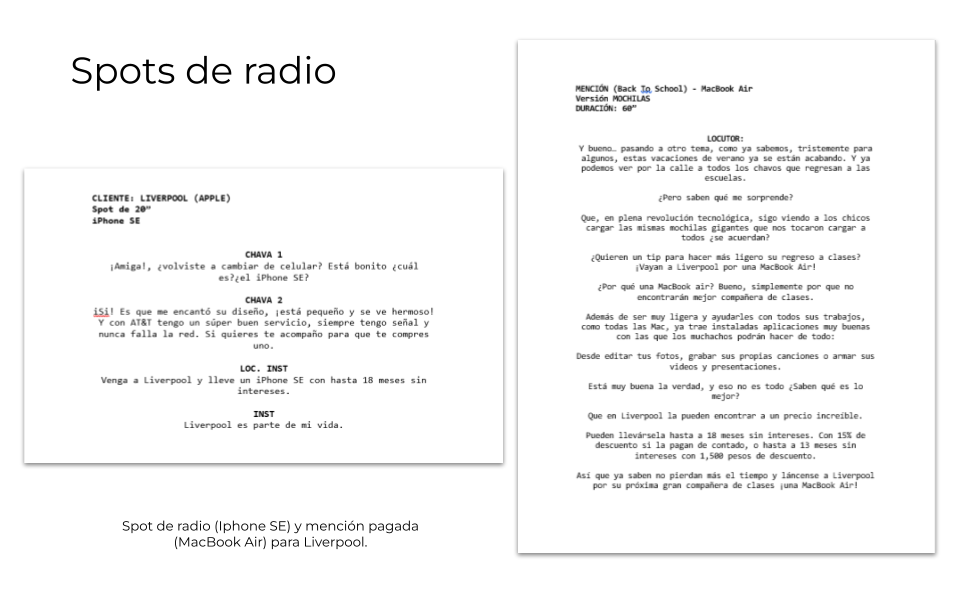 Spots de radio
CLIENTE: LIVERPOOL (APPLE)
Spot de 20”
iPhone SE
CHAVA 1
¡Amiga!, ¿volviste a cambiar de celular? Está bonito ¿cuál
es?¿el iPhone SE?
CHAVA 2
¡Si! Es que me encantó su diseño, ¡está pequeño y se ve hermoso!
Y con AT&T tengo un súper buen servicio, siempre tengo señal y
nunca falla la red. Si quieres te acompaño para que te compres
uno.
LOC. INST
Venga a Liverpool y lleve un iPhone SE con hasta 18 meses sin
intereses.
INST
Liverpool es parte de mi vida.
Spot de radio (Iphone SE) y mención pagada
(MacBook Air) para Liverpool.
MENCIÓN (Back To School) - MacBook Air
Versión MOCHILAS
DURACIÓN: 60”
LOCUTOR:
Y bueno… pasando a otro tema, como ya sabemos, tristemente para
algunos, estas vacaciones de verano ya se están acabando. Y ya
podemos ver por la calle a todos los chavos que regresan a las
escuelas.
¿Pero saben qué me sorprende?
Que, en plena revolución tecnológica, sigo viendo a los chicos
cargar las mismas mochilas gigantes que nos tocaron cargar a
todos ¿se acuerdan?
¿Quieren un tip para hacer más ligero su regreso a clases?
¡Vayan a Liverpool por una MacBook Air!
¿Por qué una MacBook air? Bueno, simplemente por que no
encontrarán mejor compañera de clases.
Además de ser muy ligera y ayudarles con todos sus trabajos,
como todas las Mac, ya trae instaladas aplicaciones muy buenas
con las que los muchachos podrán hacer de todo:
Desde editar tus fotos, grabar sus propias canciones o armar sus
videos y presentaciones.
Está muy buena la verdad, y eso no es todo ¿Saben qué es lo
mejor?
Que en Liverpool la pueden encontrar a un precio increíble.
Pueden llevársela hasta a 18 meses sin intereses. Con 15% de
descuento si la pagan de contado, o hasta a 13 meses sin
intereses con 1,500 pesos de descuento.
Así que ya saben no pierdan más el tiempo y láncense a Liverpool
por su próxima gran compañera de clases ¡una MacBook Air!